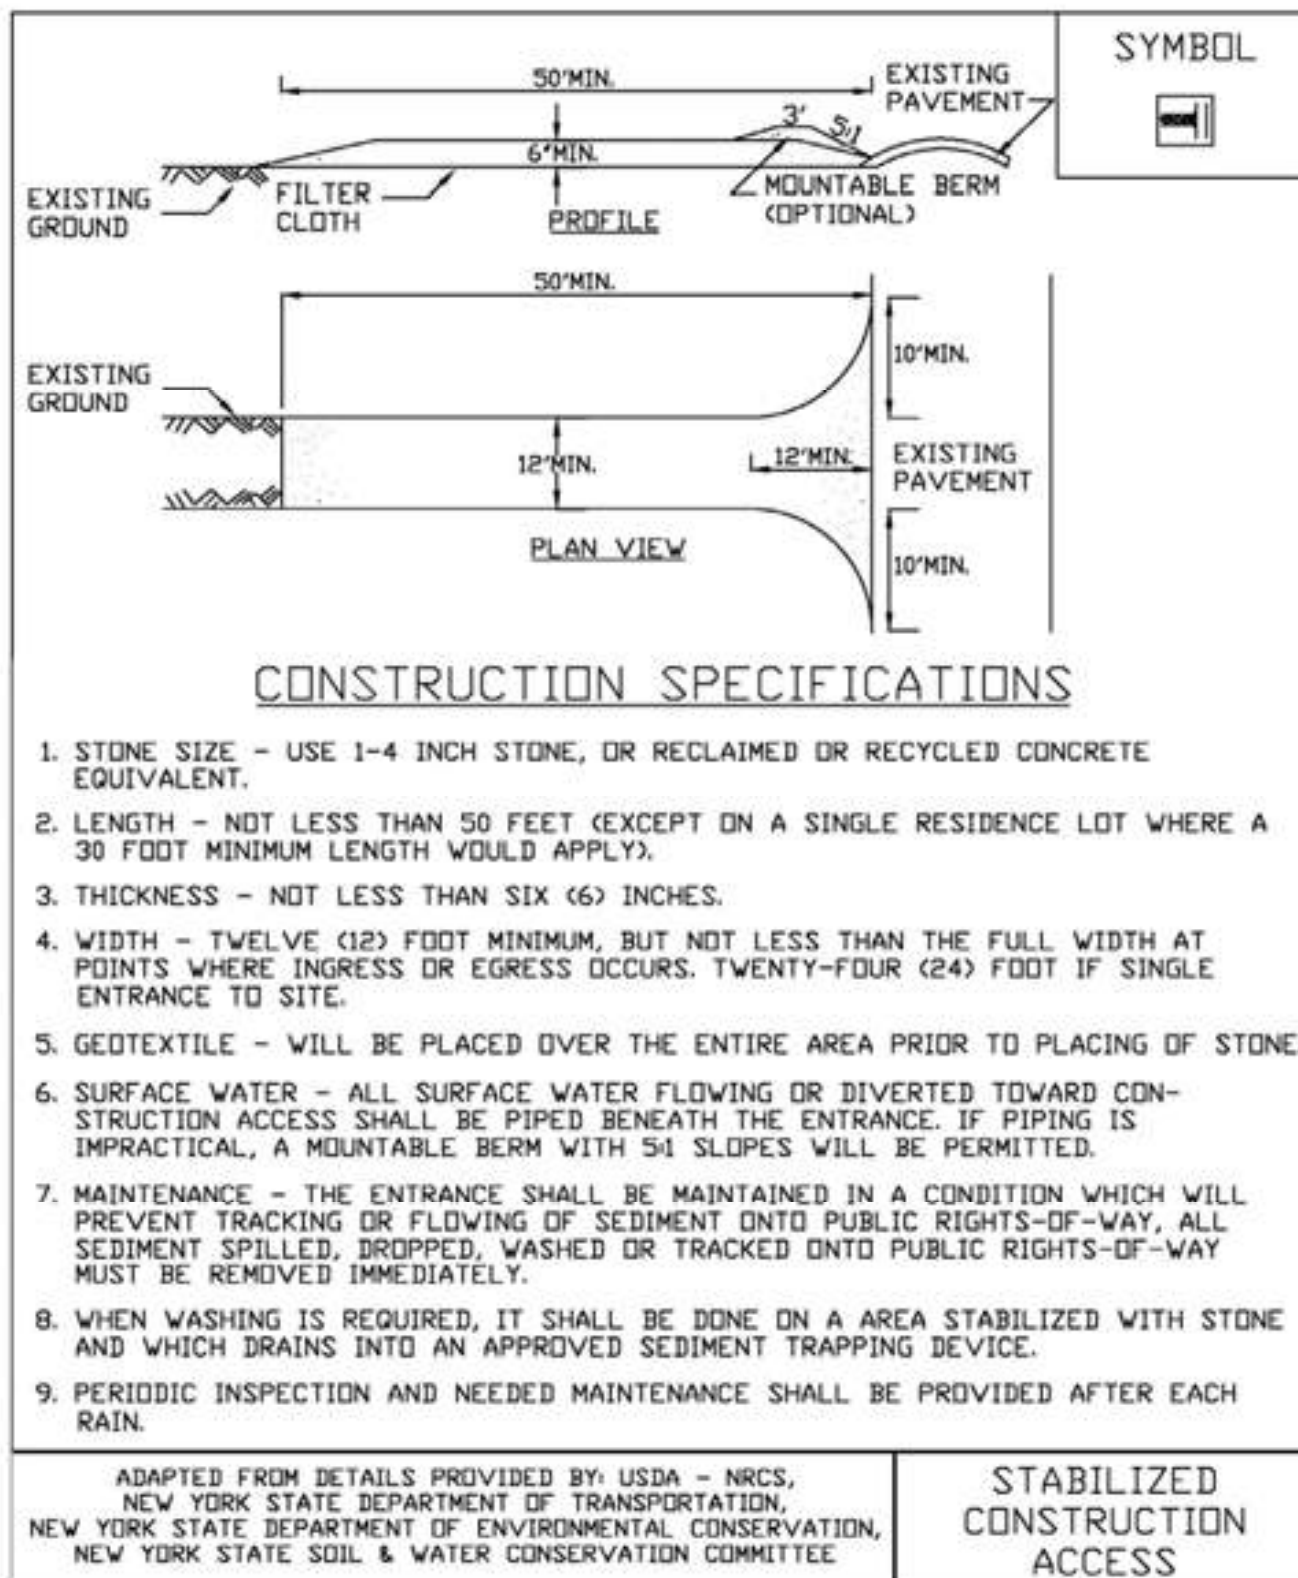 SYMBOL
50'MIN.
EXISTING
PAVEMENT
3'
5:1
6"MIN.
EXISTING
GROUND
FILTER
CLOTH
PROFILE
MOUNTABLE BERM
(OPTIONAL)
50'MIN.
10'MIN.
EXISTING
GROUND
12'MIN.
12'MIN.
EXISTING
PAVEMENT
PLAN VIEW
10'MIN.
CONSTRUCTION SPECIFICATIONS
1. STONE SIZE - USE 1-4 INCH STONE, OR RECLAIMED OR RECYCLED CONCRETE
EQUIVALENT.
2. LENGTH - NOT LESS THAN 50 FEET (EXCEPT ON A SINGLE RESIDENCE LOT WHERE A
30 FOOT MINIMUM LENGTH WOULD APPLY).
3. THICKNESS - NOT LESS THAN SIX (6) INCHES.
4. WIDTH - TWELVE (12) FOOT MINIMUM, BUT NOT LESS THAN THE FULL WIDTH AT
POINTS WHERE INGRESS OR EGRESS OCCURS. TWENTY-FOUR (24) FOOT IF SINGLE
ENTRANCE TO SITE.
5. GEOTEXTILE - WILL BE PLACED OVER THE ENTIRE AREA PRIOR TO PLACING OF STONE
6. SURFACE WATER - ALL SURFACE WATER FLOWING OR DIVERTED TOWARD CON-
STRUCTION ACCESS SHALL BE PIPED BENEATH THE ENTRANCE. IF PIPING IS
IMPRACTICAL, A MOUNTABLE BERM WITH 5:1 SLOPES WILL BE PERMITTED.
7. MAINTENANCE - THE ENTRANCE SHALL BE MAINTAINED IN A CONDITION WHICH WILL
PREVENT TRACKING OR FLOWING OF SEDIMENT ONTO PUBLIC RIGHTS-OF-WAY, ALL
SEDIMENT SPILLED, DROPPED, WASHED OR TRACKED ONTO PUBLIC RIGHTS-OF-WAY
MUST BE REMOVED IMMEDIATELY.
8. WHEN WASHING IS REQUIRED, IT SHALL BE DONE ON A AREA STABILIZED WITH STONE
AND WHICH DRAINS INTO AN APPROVED SEDIMENT TRAPPING DEVICE.
9. PERIODIC INSPECTION AND NEEDED MAINTENANCE SHALL BE PROVIDED AFTER EACH
RAIN.
ADAPTED FROM DETAILS PROVIDED BY: USDA - NRCS,
NEW YORK STATE DEPARTMENT OF TRANSPORTATION,
NEW YORK STATE DEPARTMENT OF ENVIRONMENTAL CONSERVATION,
NEW YORK STATE SOIL & WATER CONSERVATION COMMITTEE
STABILIZED
CONSTRUCTION
ACCESS